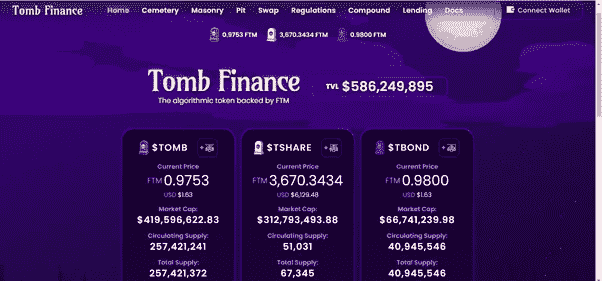 Tomb Finance Home Cemetery Masonry Pit Swap Regulations Compound Lending Docs Connect Wallet
0.9753 FTM 3,670.3434 FTM 0.9800 FTM
Tomb Finance TVL $586,249,895
The algorithmic token backed by FTM
$TOMB $TSHARE $TBOND
Current Price Current Price Current Price
FTM 0.9753 FTM 3,670.3434 FTM 0.9800
USD $1.63 USD $6,129.48 USD $1.63
Market Cap: Market Cap: Market Cap:
$419,596,622.83 $312,793,493.88 $66,741,239.98
Circulating Supply: Circulating Supply: Circulating Supply:
257,421,241 51,031 40,945,546
Total Supply: Total Supply: Total Supply:
257,421,372 67,345 40,945,546